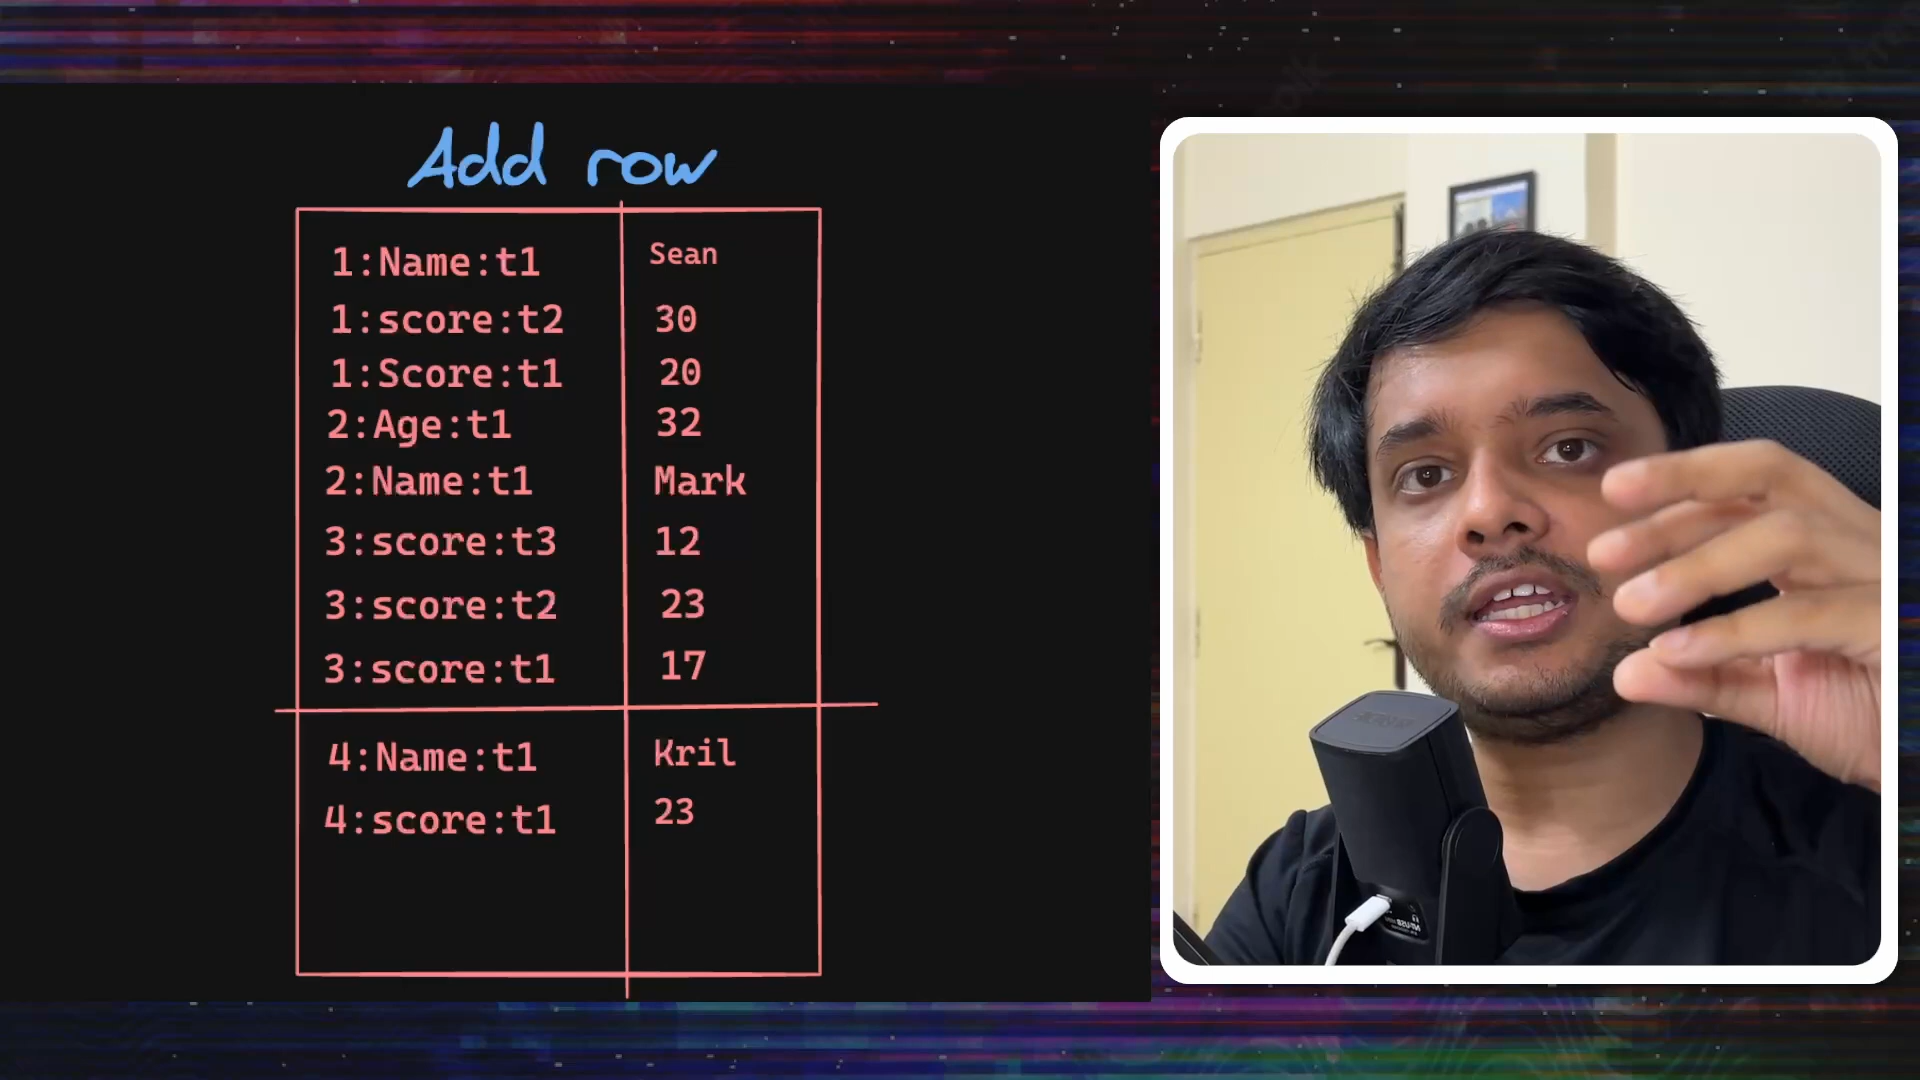 Add row
1:Name:t1 Sean
1:score:t2 30
1:Score:t1 20
2:Age:t1 32
2:Name:t1 Mark
3:score:t3 12
3:score:t2 23
3:score:t1 17
4:Name:t1 Kril
4:score:t1 23